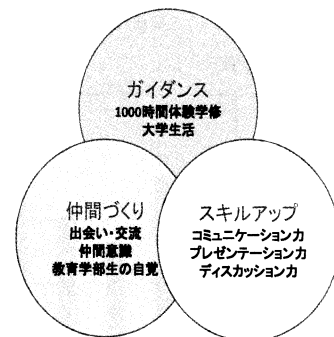 ガイダンス
1000時間体験学修
大学生活
仲間づくり
出会い・交流
仲間意識
教育学部生の自覚
スキルアップ
コミュニケーション力
プレゼンテーション力
ディスカッション力